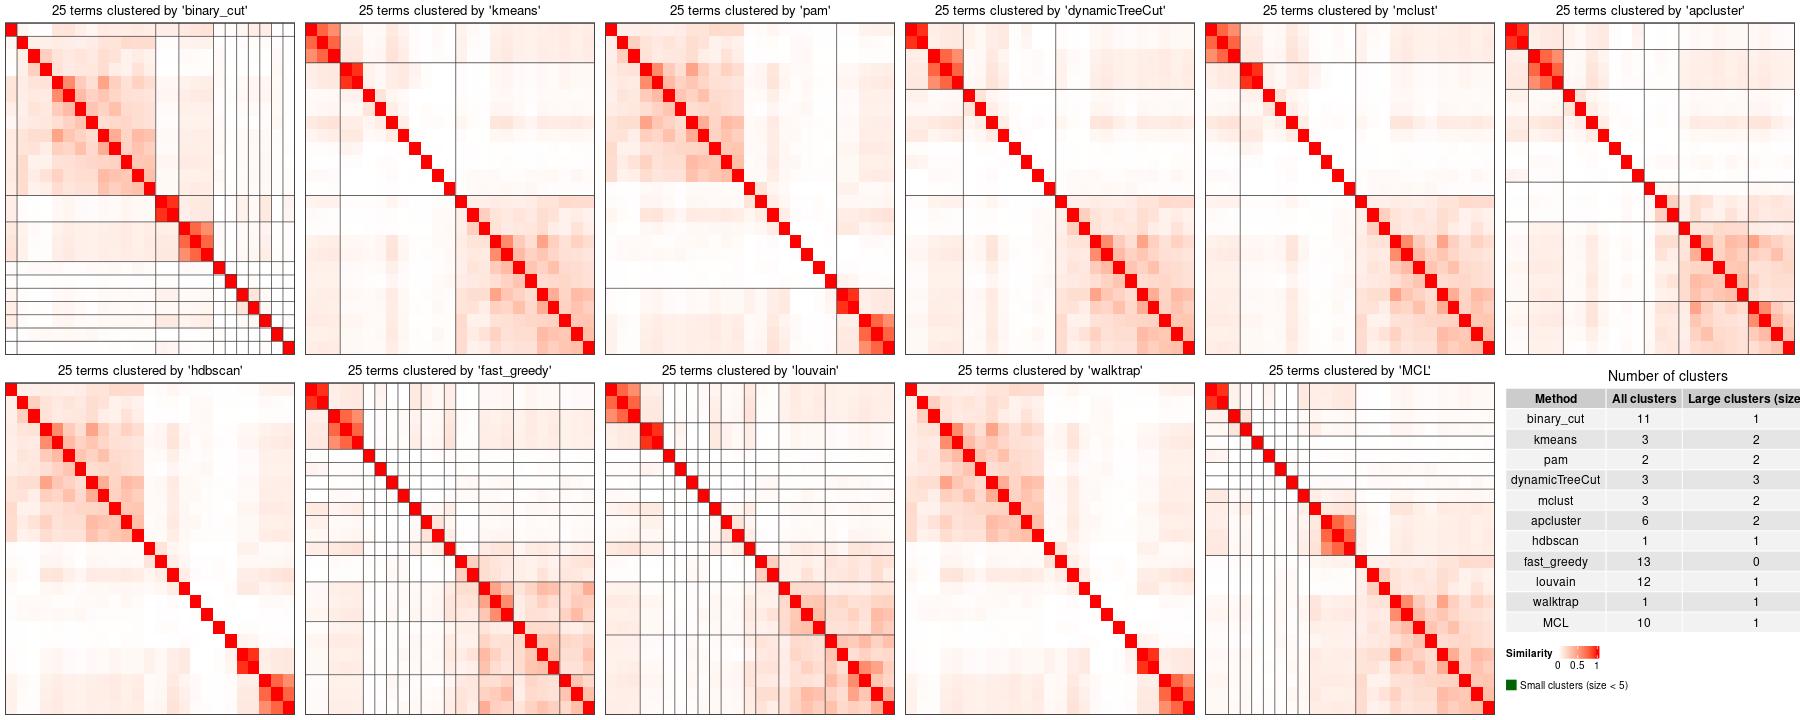 25 terms clustered by 'binary_cut'
25 terms clustered by 'kmeans'
25 terms clustered by 'pam'
25 terms clustered by 'dynamicTreeCut'
25 terms clustered by 'mclust'
25 terms clustered by 'apcluster'
25 terms clustered by 'hdbscan'
25 terms clustered by 'fast_greedy'
25 terms clustered by 'louvain'
25 terms clustered by 'walktrap'
25 terms clustered by 'MCL'
Number of clusters
Method All clusters Large clusters (size
binary_cut 11 1
kmeans 3 2
pam 2 2
dynamicTreeCut 3 3
mclust 3 2
apcluster 6 2
hdbscan 1 1
fast_greedy 13 0
louvain 12 1
walktrap 1 1
MCL 10 1
Similarity
0 0.5 1
Small clusters (size < 5)